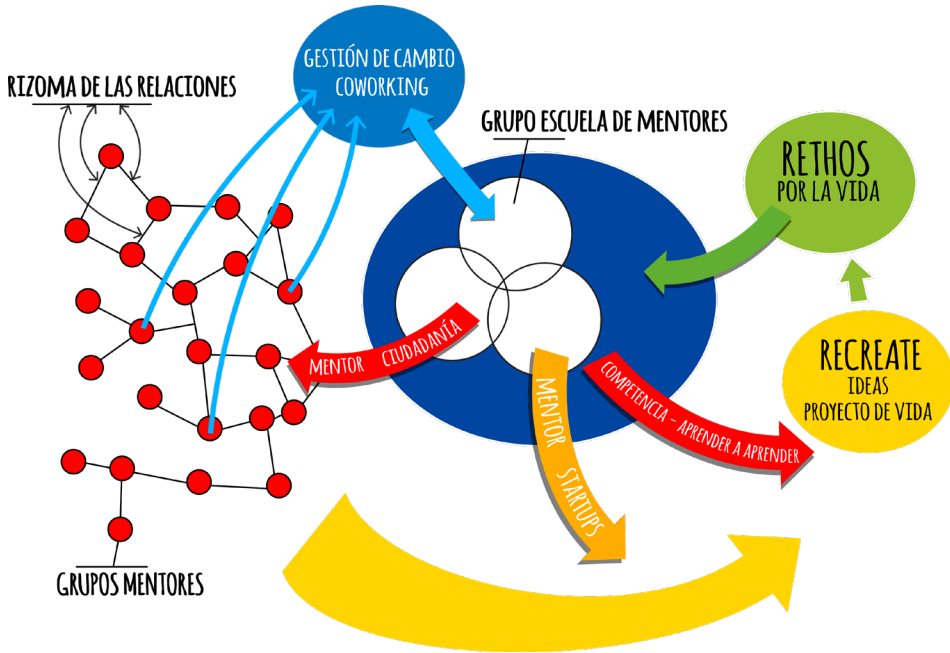 GESTIÓN DE CAMBIO
COWORKING
RIZOMA DE LAS RELACIONES
GRUPO ESCUELA DE MENTORES
RETHOS
POR LA VIDA
MENTOR CIUDADANÍA
MENTOR STARTUPS
COMPETENCIA - APRENDER A APRENDER
RECREATE
IDEAS
PROYECTO DE VIDA
GRUPOS MENTORES